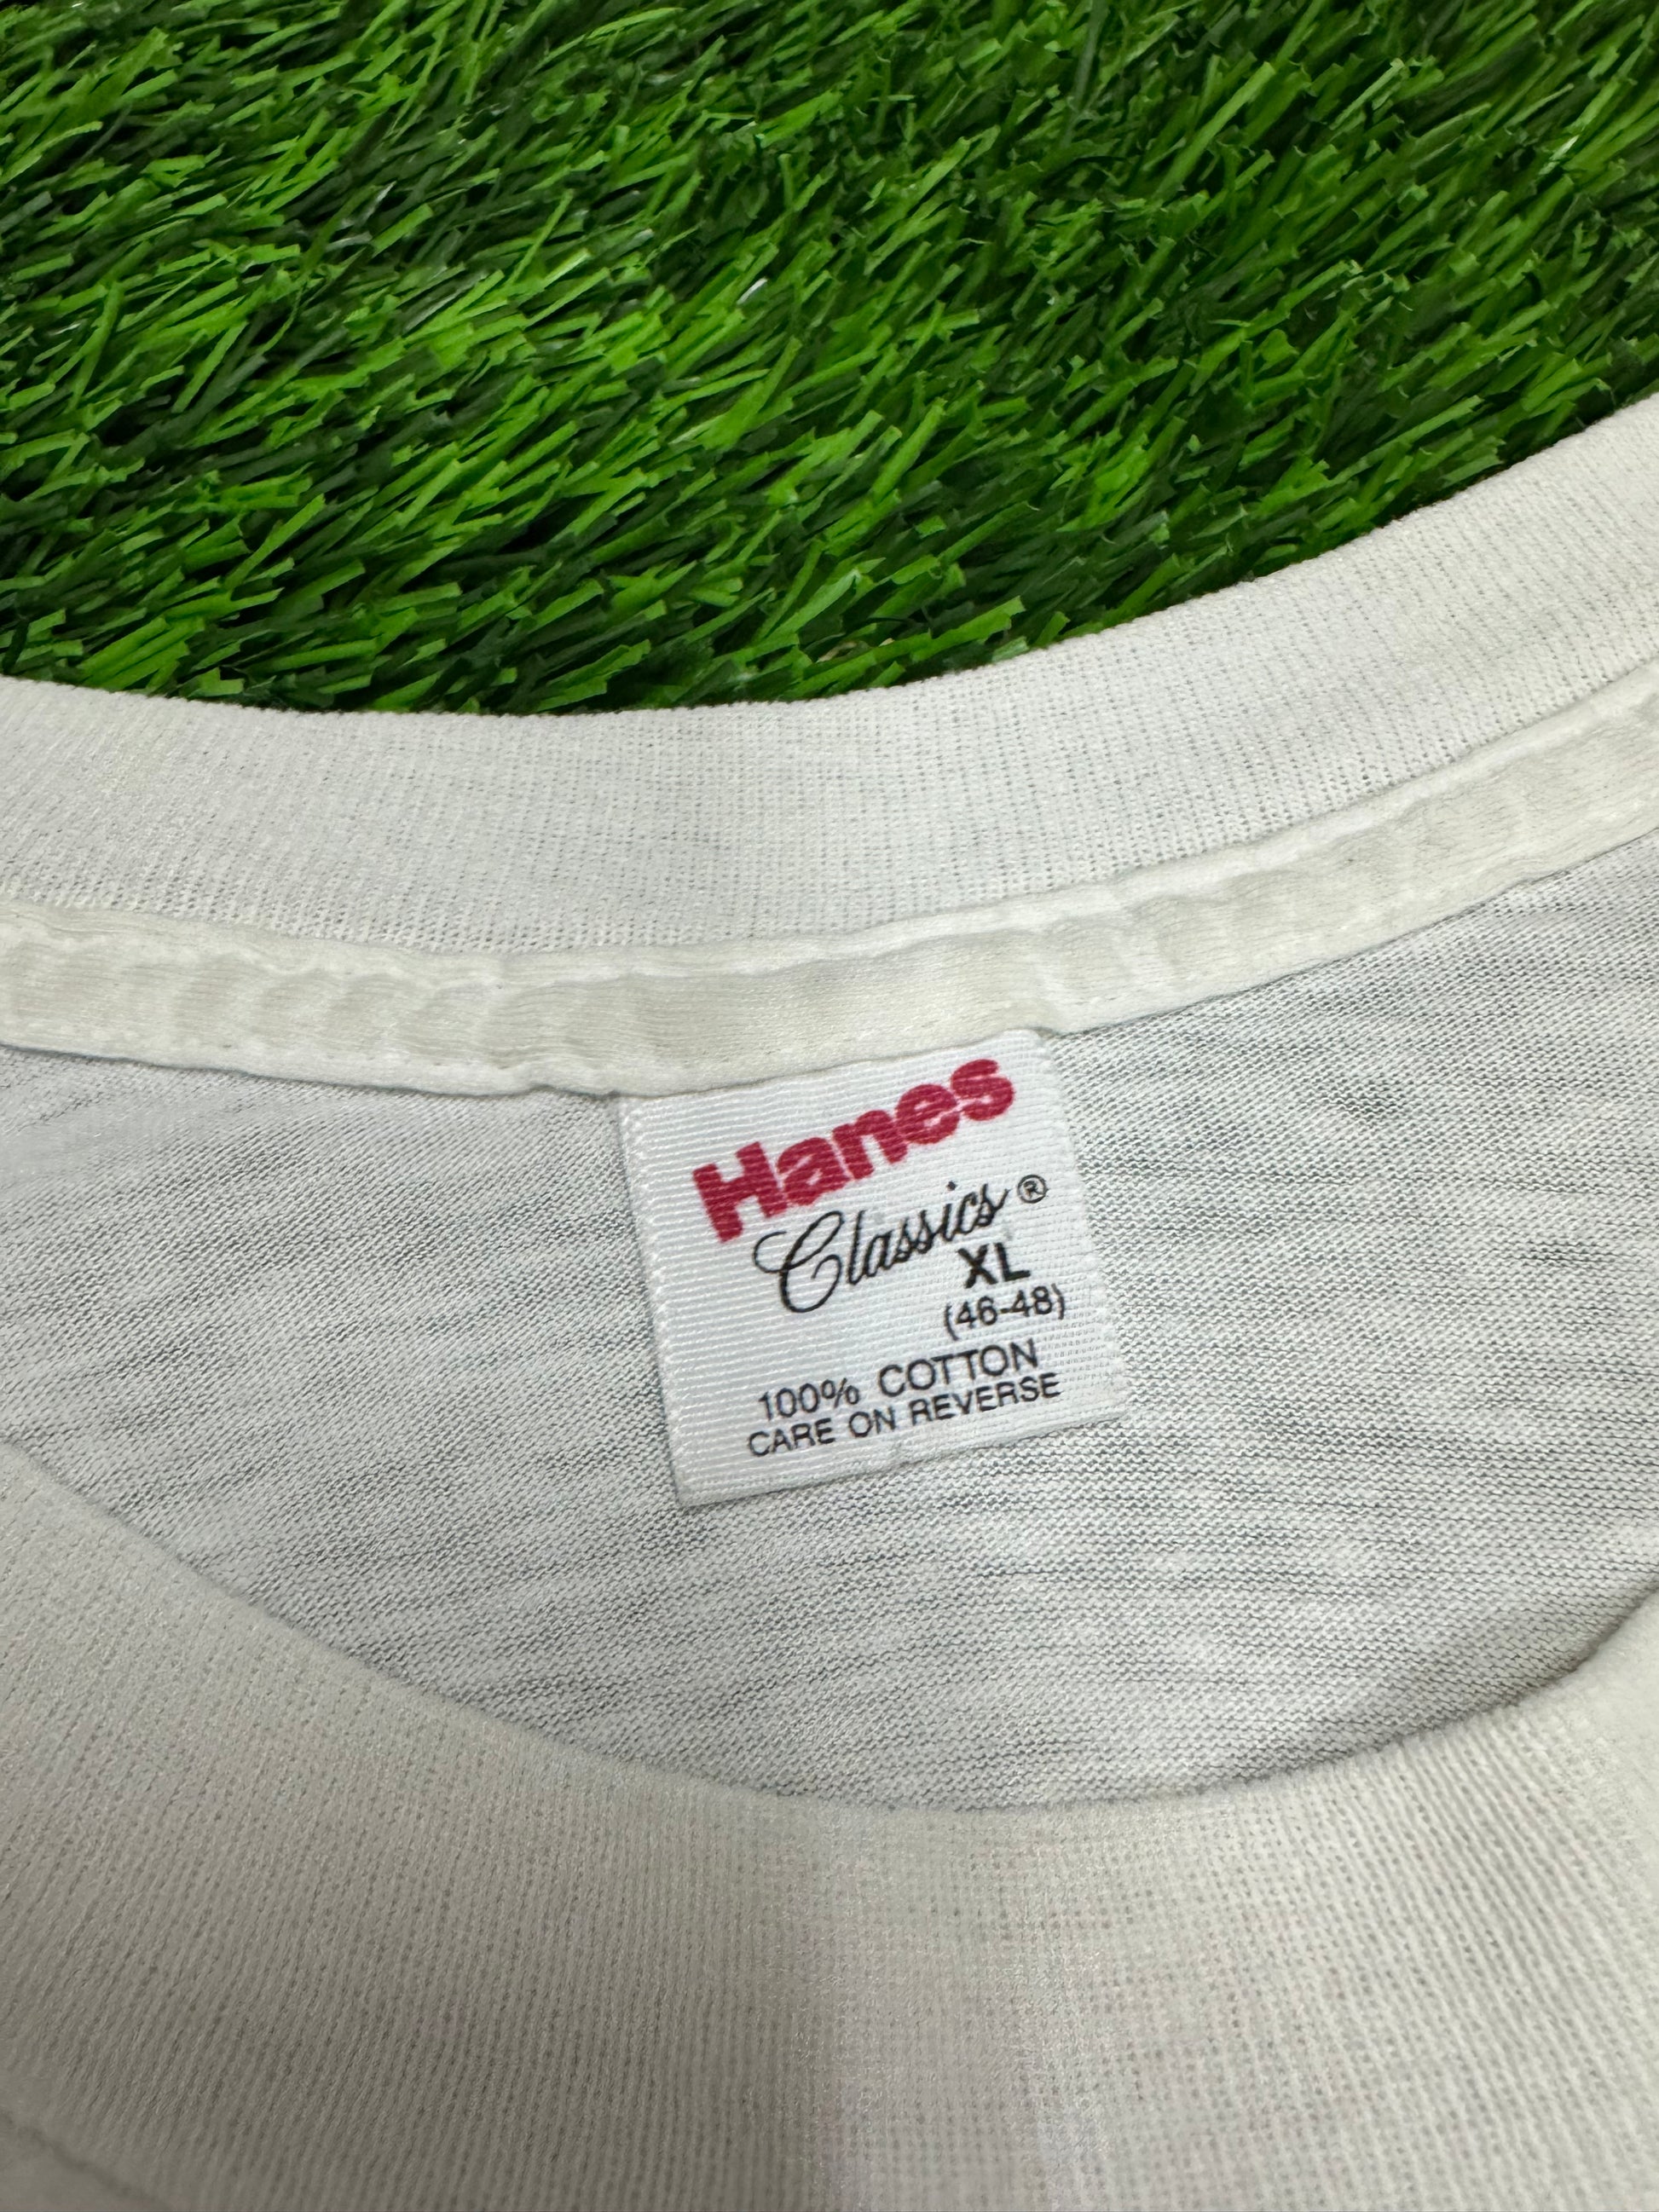 Hanes
Classics®
XL
(46-48)
100% COTTON
CARE ON REVERSE